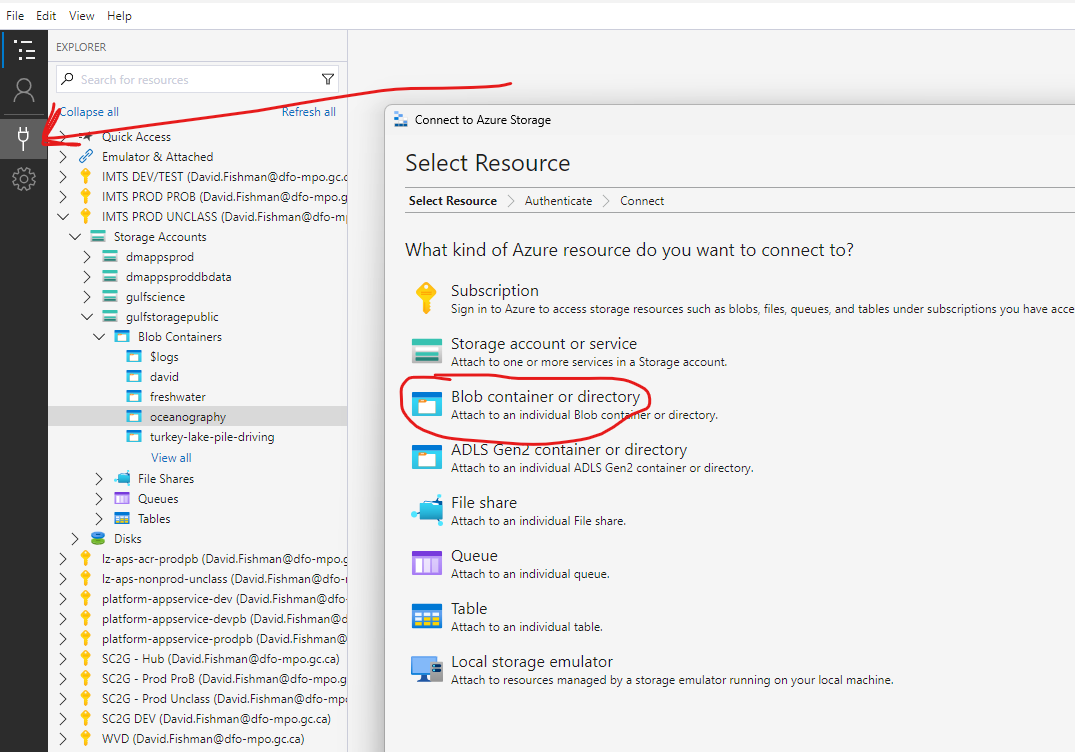 File Edit View Help
EXPLORER
Search for resources
Collapse all Refresh all
Quick Access
Emulator & Attached
IMTS DEV/TEST (David.Fishman@dfo-mpo.gc.c
IMTS PROD PROB (David.Fishman@dfo-mpo.g
IMTS PROD UNCLASS (David.Fishman@dfo-mp
Storage Accounts
dmappsprod
dmappsproddbdata
gulfscience
gulfstoragepublic
Blob Containers
$logs
david
freshwater
oceanography
turkey-lake-pile-driving
View all
File Shares
Queues
Tables
Disks
lz-aps-acr-prodpb (David.Fishman@dfo-mpo.g
lz-aps-nonprod-unclass (David.Fishman@dfo-r
platform-appservice-dev (David.Fishman@dfo-
platform-appservice-devpb (David.Fishman@d
platform-appservice-prodpb (David.Fishman@
SC2G - Hub (David.Fishman@dfo-mpo.gc.ca)
SC2G - Prod ProB (David.Fishman@dfo-mpo.g
SC2G - Prod Unclass (David.Fishman@dfo-mp
SC2G DEV (David.Fishman@dfo-mpo.gc.ca)
WVD (David.Fishman@dfo-mpo.gc.ca)
Connect to Azure Storage
Select Resource
Select Resource Authenticate Connect
What kind of Azure resource do you want to connect to?
Subscription
Sign in to Azure to access storage resources such as blobs, files, queues, and tables under subscriptions you have acce
Storage account or service
Attach to one or more services in a Storage account.
Blob container or directory
Attach to an individual Blob container or directory.
ADLS Gen2 container or directory
Attach to an individual ADLS Gen2 container or directory.
File share
Attach to an individual File share.
Queue
Attach to an individual queue.
Table
Attach to an individual table.
Local storage emulator
Attach to resources managed by a storage emulator running on your local machine.